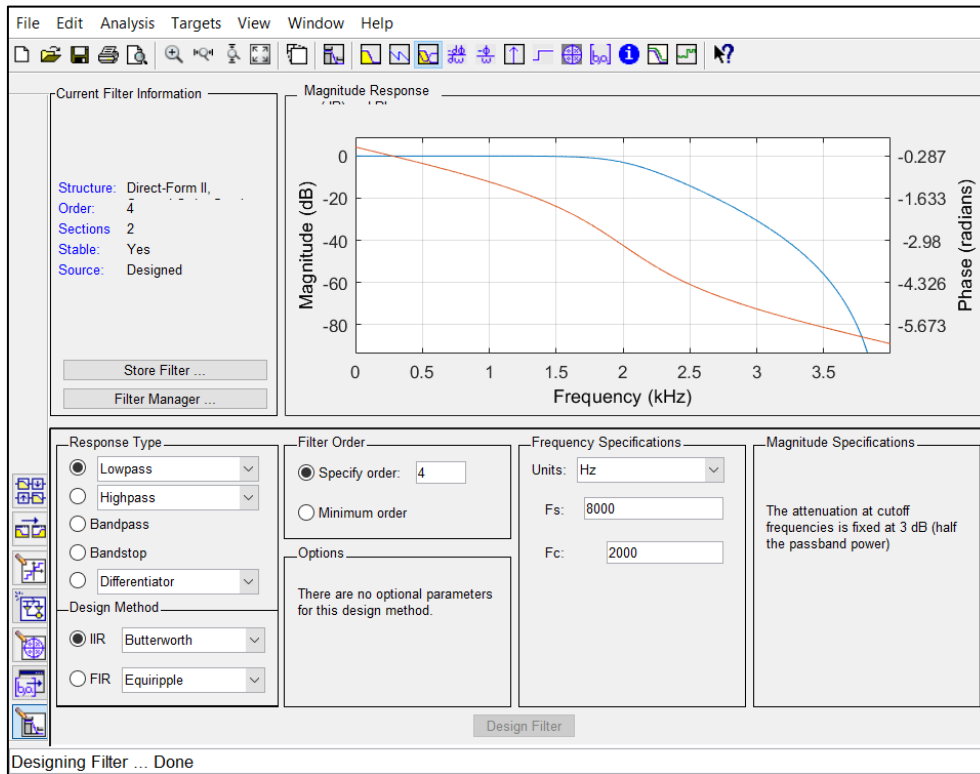 File Edit Analysis Targets View Window Help
Current Filter Information
Structure: Direct-Form II,
Order: 4
Sections 2
Stable: Yes
Source: Designed
Store Filter ...
Filter Manager ...
Magnitude Response
0
-20
-40
-60
-80
Magnitude (dB)
0 0.5 1 1.5 2 2.5 3 3.5
Frequency (kHz)
-0.287
-1.633
-2.98
-4.326
-5.673
Phase (radians)
Response Type
Lowpass
Highpass
Bandpass
Bandstop
Differentiator
Design Method
IIR Butterworth
FIR Equiripple
Filter Order
Specify order: 4
Minimum order
Options
There are no optional parameters
for this design method.
Frequency Specifications
Units: Hz
Fs: 8000
Fc: 2000
Magnitude Specifications
The attenuation at cutoff
frequencies is fixed at 3 dB (half
the passband power)
Design Filter
Designing Filter ... Done